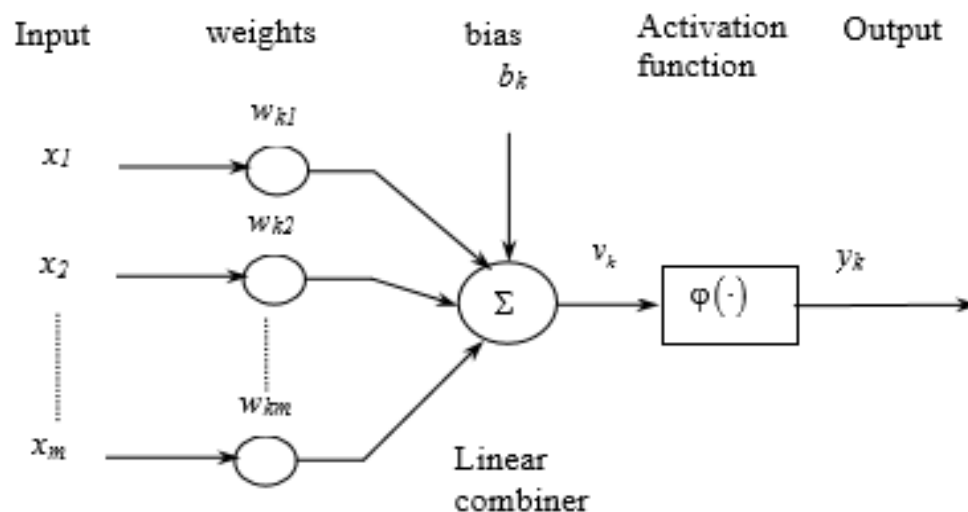 Input weights bias Activation function Output
b_k
w_k1
x_1
w_k2
x_2
v_k
y_k
Σ
φ(·)
w_km
x_m
Linear
combiner